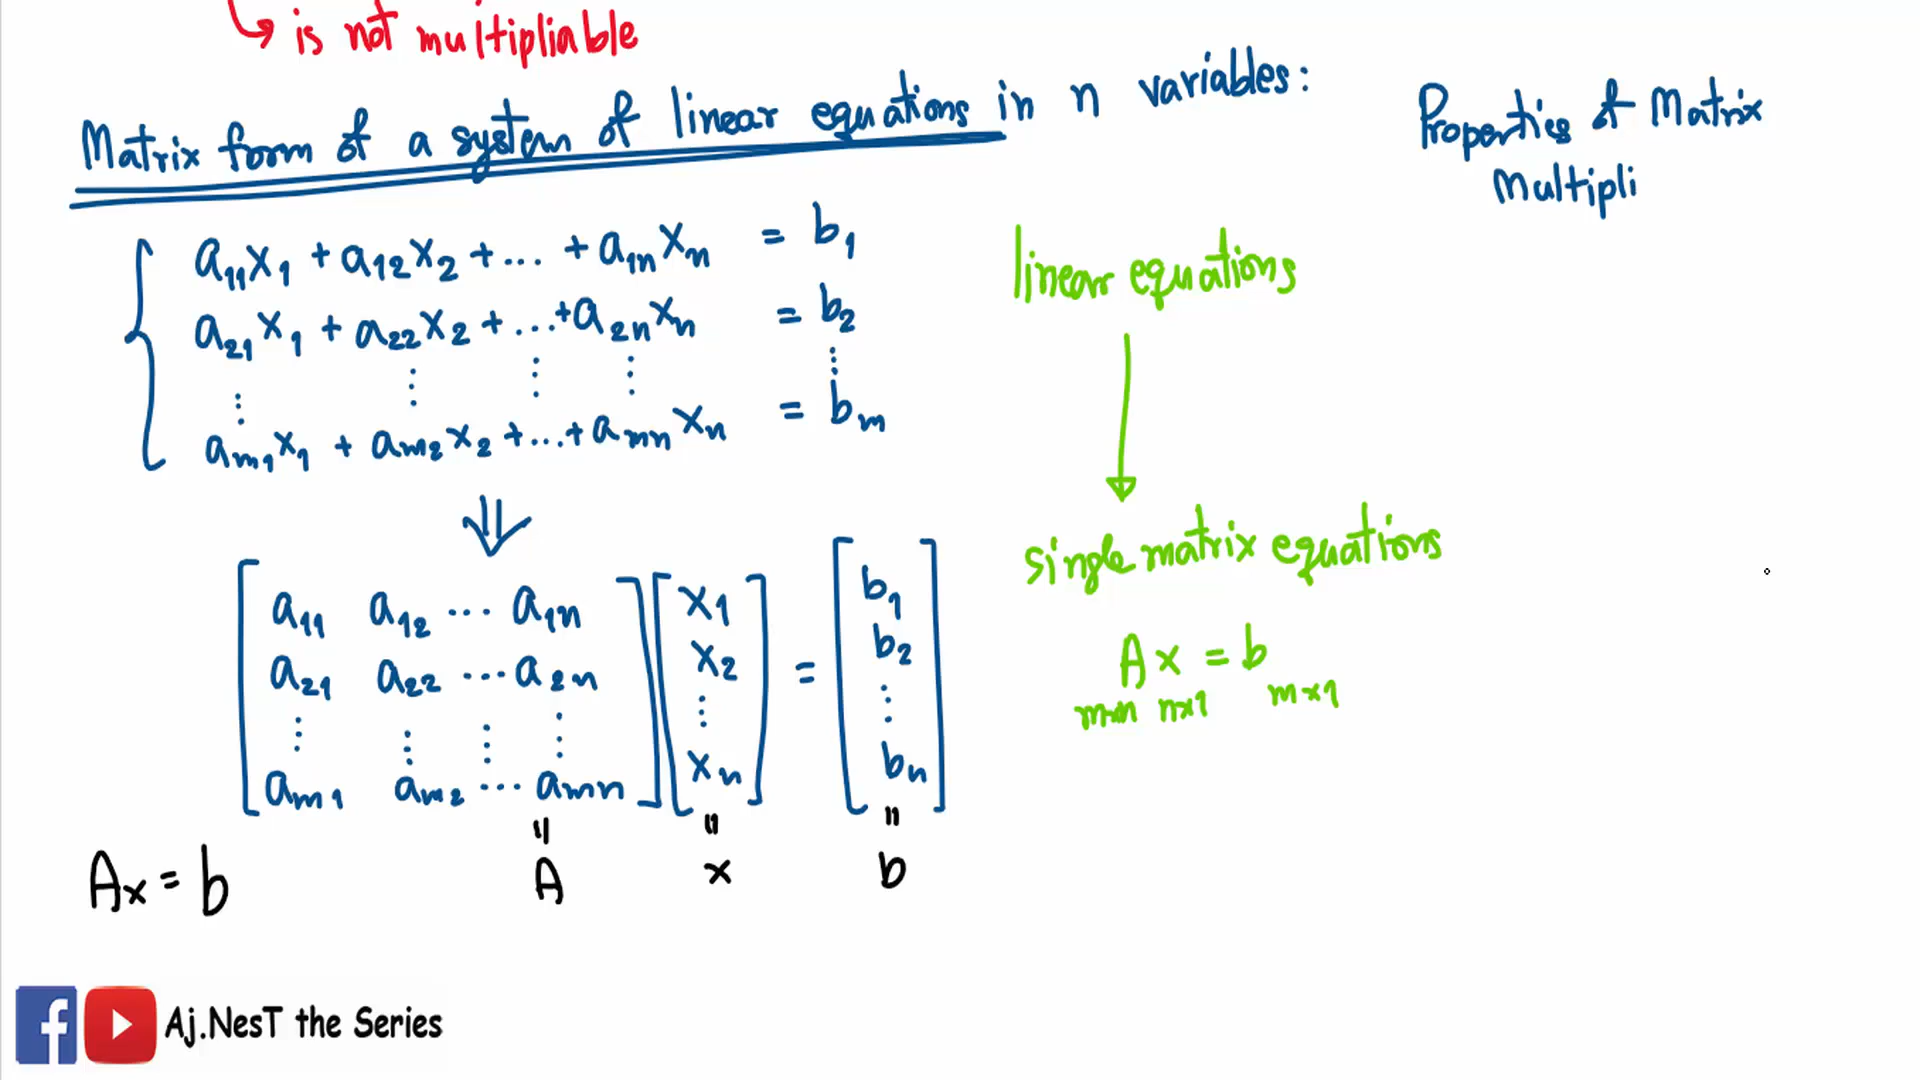 is not multipliable
Matrix form of a system of linear equations in n variables:
a₁₁x₁ + a₁₂x₂ + ... + a₁ₙxₙ = b₁
a₂₁x₁ + a₂₂x₂ + ... + a₂ₙxₙ = b₂
⋮ ⋮ ⋮ ⋮ ⋮
aₘ₁x₁ + aₘ₂x₂ + ... + aₘₙxₙ = bₘ
⇓
a₁₁ a₁₂ ... a₁ₙ x₁ = b₁
a₂₁ a₂₂ ... a₂ₙ x₂ b₂
⋮ ⋮ ⋮ ⋮ ⋮ ⋮
aₘ₁ aₘ₂ ... aₘₙ xₙ bₙ
= = =
A x b
Ax = b
linear equations
single matrix equations
Ax = b
m×n n×1 m×1
Properties of Matrix
Multipli
f Aj.NesT the Series